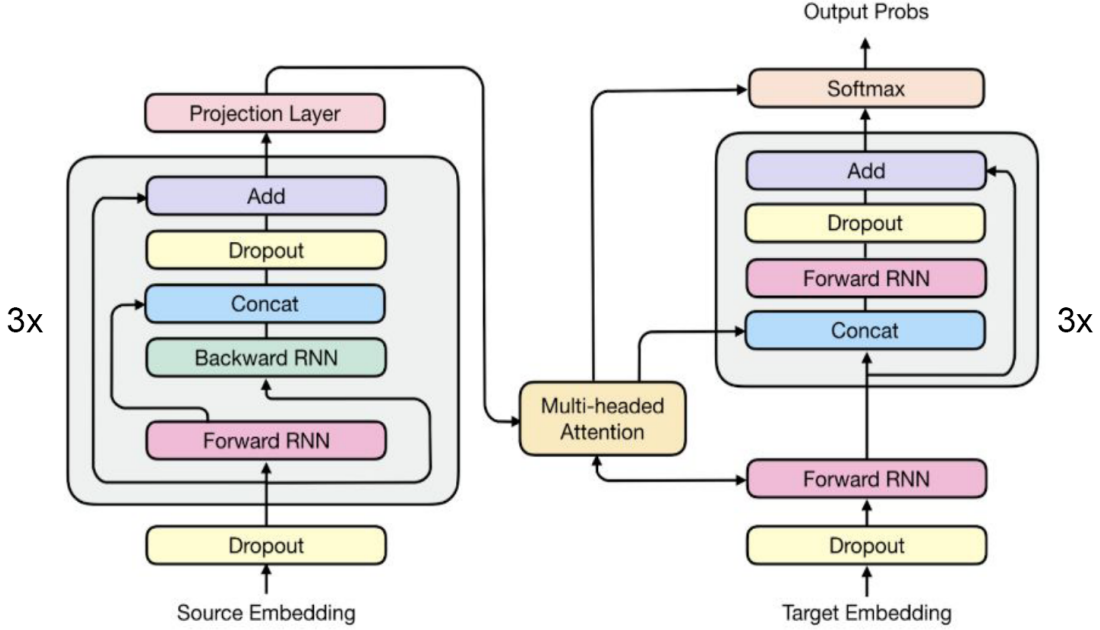 Output Probs
Softmax
Projection Layer
Add
Add
Dropout
Dropout
Forward RNN
Concat
Concat
3x
3x
Backward RNN
Multi-headed
Attention
Forward RNN
Forward RNN
Dropout
Dropout
Source Embedding
Target Embedding